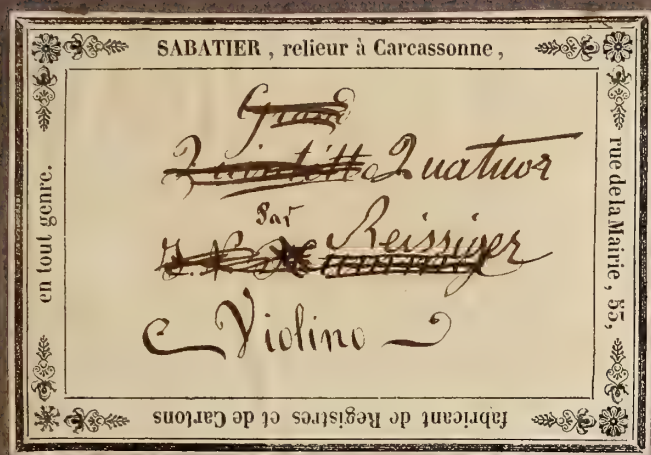 SABATIER, relieur à Carcassonne,
rue de la Mairie, 55,
fabricant de Registres et de Cartons
en tout genre.
Grand
Quintett Quatuor
Par
J. N. Hummel Reissiger
Violino